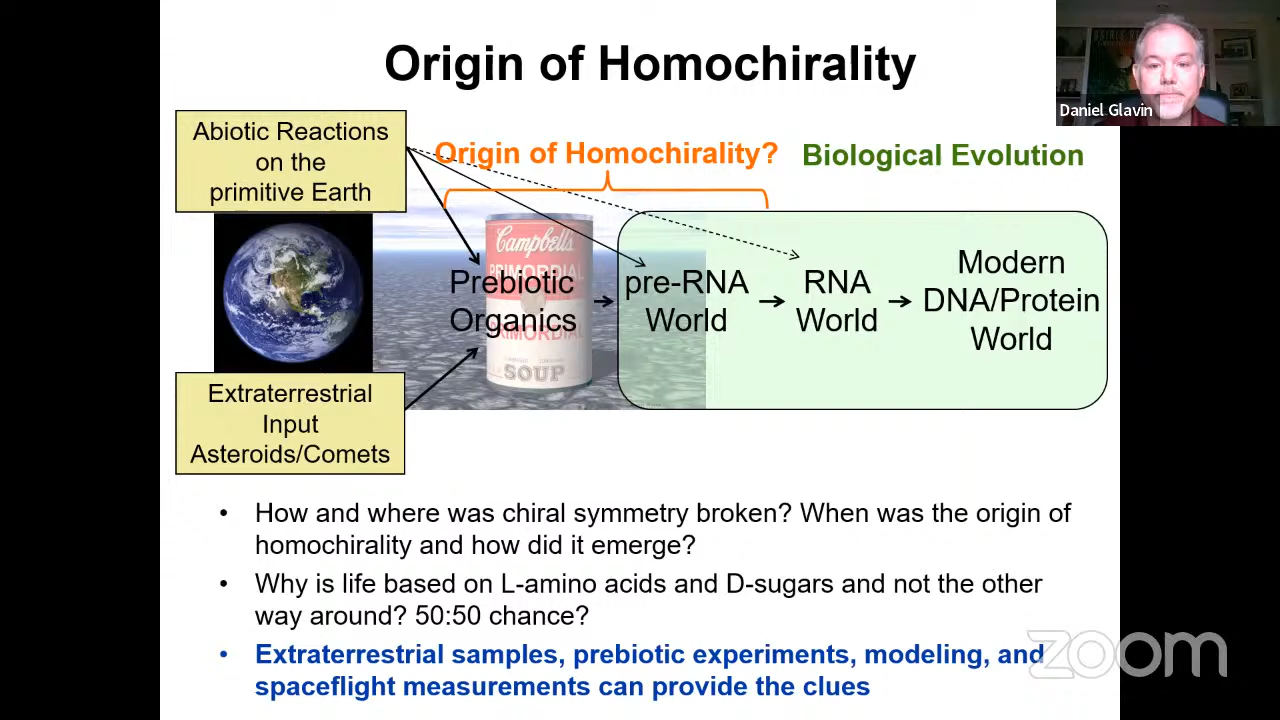 Origin of Homochirality
Daniel Glavin
Abiotic Reactions
on the
primitive Earth
Origin of Homochirality?
Biological Evolution
Campbell's
PRIMORDIAL
PRIMORDIAL
SOUP
Prebiotic
Organics
pre-RNA
World
RNA
World
Modern
DNA/Protein
World
Extraterrestrial
Input
Asteroids/Comets
• How and where was chiral symmetry broken? When was the origin of
homochirality and how did it emerge?
• Why is life based on L-amino acids and D-sugars and not the other
way around? 50:50 chance?
• Extraterrestrial samples, prebiotic experiments, modeling, and
spaceflight measurements can provide the clues
zoom